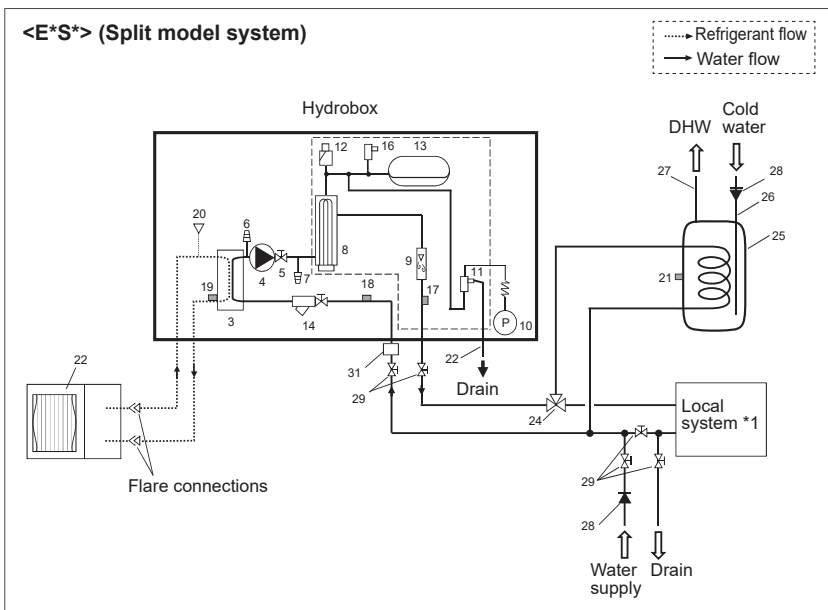 <E*S*> (Split model system)
Refrigerant flow
Water flow
Hydrobox
DHW
Cold
water
12
16
13
27
28
26
25
20
6
8
4
5
7
9
11
21
19
17
18
10
P
3
14
22
31
22
29
Drain
24
Local
system *1
Flare connections
29
28
Water
supply
Drain